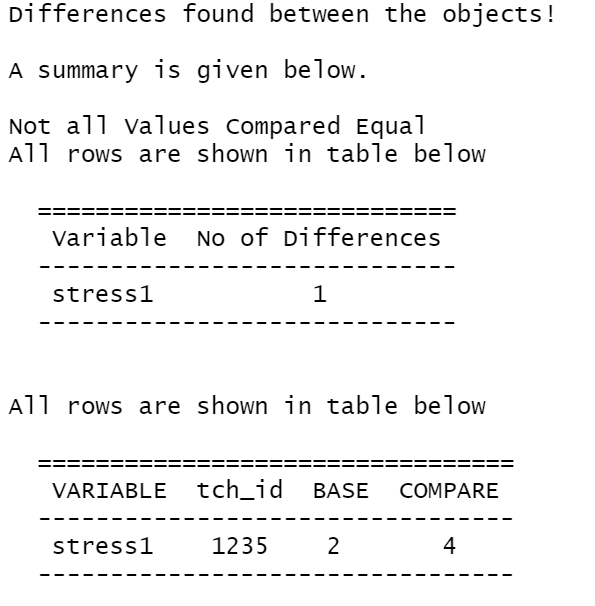 Differences found between the objects!
A summary is given below.
Not all Values Compared Equal
All rows are shown in table below
=============================
Variable  No of Differences
-----------------------------
stress1           1
-----------------------------
All rows are shown in table below
=================================
VARIABLE  tch_id  BASE  COMPARE
---------------------------------
stress1    1235    2       4
---------------------------------